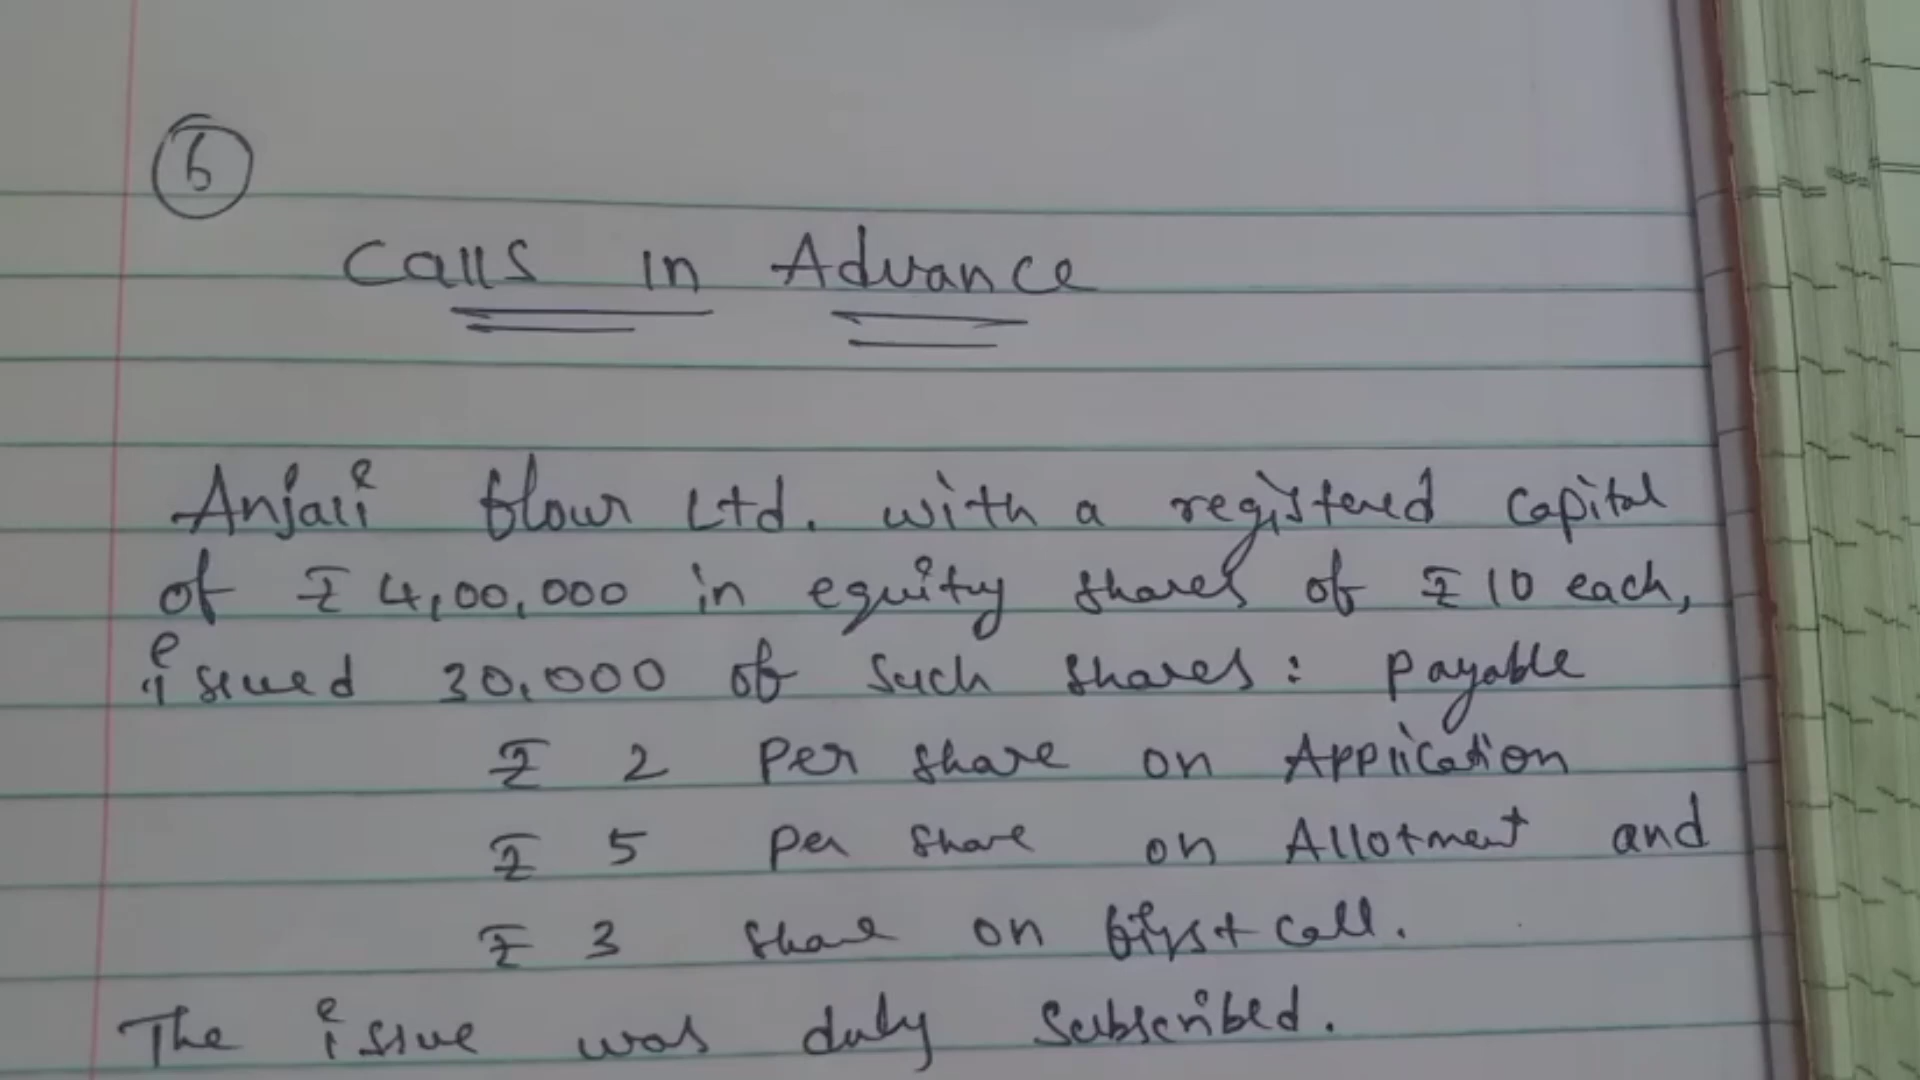 6
Calls in Advance
Anjali flour Ltd. with a registered capital
of ₹ 4,00,000 in equity shares of ₹ 10 each,
issued 30,000 of such shares: payable
₹ 2 Per share on Application
₹ 5 per share on Allotment and
₹ 3 share on first call.
The issue was duly subscribed.